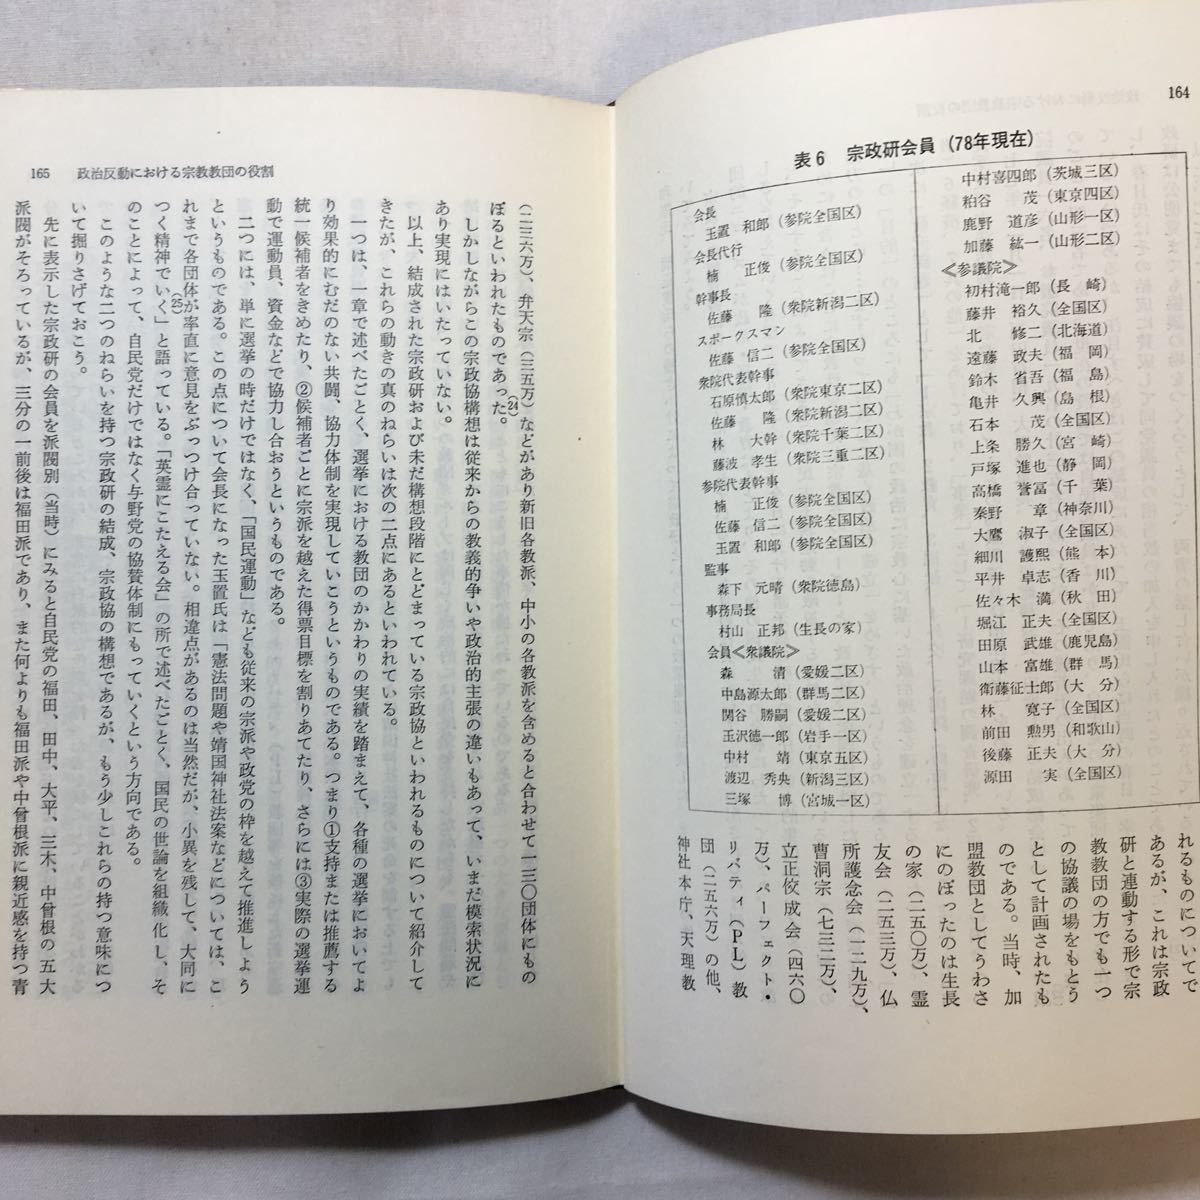 164
表6　宗政研会員（78年現在）
会長
玉置　和郎（参院全国区）
会長代行
楠　　正俊（参院全国区）
幹事長
佐藤　　隆（衆院新潟二区）
スポークスマン
佐藤　信二（参院全国区）
衆院代表幹事
石原慎太郎（衆院東京二区）
佐藤　　隆（衆院新潟二区）
林　　大幹（衆院千葉二区）
藤波　孝生（衆院三重二区）
参院代表幹事
楠　　正俊（参院全国区）
佐藤　信二（参院全国区）
玉置　和郎（参院全国区）
監事
森下　元晴（衆院徳島）
事務局長
村山　正邦（生長の家）
会員≪衆議院≫
森　　　清（愛媛二区）
中島源太郎（群馬二区）
関谷　勝嗣（愛媛二区）
玉沢徳一郎（岩手一区）
中村　　靖（東京五区）
渡辺　秀央（新潟三区）
三塚　　博（宮城一区）
中村喜四郎（茨城三区）
粕谷　　茂（東京四区）
鹿野　道彦（山形一区）
加藤　紘一（山形二区）
≪参議院≫
初村滝一郎（長　崎）
藤井　裕久（全国区）
北　　修二（北海道）
遠藤　政夫（福　岡）
鈴木　省吾（福　島）
亀井　久興（島　根）
石本　　茂（全国区）
上条　勝久（宮　崎）
戸塚　進也（静　岡）
高橋　誉冨（千　葉）
秦野　　章（神奈川）
大鷹　淑子（全国区）
細川　護熙（熊　本）
平井　卓志（香　川）
佐々木　満（秋　田）
堀江　正夫（全国区）
田原　武雄（鹿児島）
山本　富雄（群　馬）
衛藤征士郎（大　分）
林　　寛子（全国区）
前田　勲男（和歌山）
後藤　正夫（大　分）
源田　　実（全国区）
れるものについてで
あるが、これは宗政
研と連動する形で宗
教教団の方でも一つ
の協議の場をもとう
として計画されたも
のである。当時、加
盟教団としてうわさ
にのぼったのは生長
の家（二五〇万）、霊
友会（二五三万）、仏
所護念会（一二九万）、
曹洞宗（七三二万）、
立正佼成会（四六〇
万）、パーフェクト・
リバティ（ＰＬ）教
団（二五六万）の他、
神社本庁、天理教
165　政治反動における宗教教団の役割
（二三六万）、弁天宗（三五万）などがあり新旧各教派、中小の各教派を含めると合わせて一三〇団体にもの
ぼるといわれたものであった。(24)
しかしながらこの宗政協構想は従来からの教義的争いや政治的主張の違いもあって、いまだ模索状況に
あり実現にはいたっていない。
以上、結成された宗政研および未だ構想段階にとどまっている宗政協といわれるものについて紹介して
きたが、これらの動きの真のねらいは次の二点にあるといわれている。
一つは、一章で述べたごとく、選挙における教団のかかわりの実績を踏まえて、各種の選挙においてよ
り効果的にむだのない共闘、協力体制を実現していこうというものである。つまり①支持または推薦する
統一候補者をきめたり、②候補者ごとに宗派を越えた得票目標を割りあてたり、さらには③実際の選挙運
動で運動員、資金などで協力し合おうというものである。
二つには、単に選挙の時だけではなく、「国民運動」なども従来の宗派や政党の枠を越えて推進しよう
というものである。この点について会長になった玉置氏は「憲法問題や靖国神社法案などについては、こ
れまで各団体が率直に意見をぶっつけ合っていない。相違点があるのは当然だが、小異を残して、大同に
つく精神でいく」と語っている。(25)「英霊にこたえる会」の所で述べたごとく、国民の世論を組織化し、そ
のことによって、自民党だけではなく与野党の協賛体制にもっていくという方向である。
このような二つのねらいを持つ宗政研の結成、宗政協の構想であるが、もう少しこれらの持つ意味につ
いて掘りさげておこう。
先に表示した宗政研の会員を派閥別（当時）にみると自民党の福田、田中、大平、三木、中曾根の五大
派閥がそろっているが、三分の一前後は福田派であり、また何よりも福田派や中曾根派に親近感を持つ青